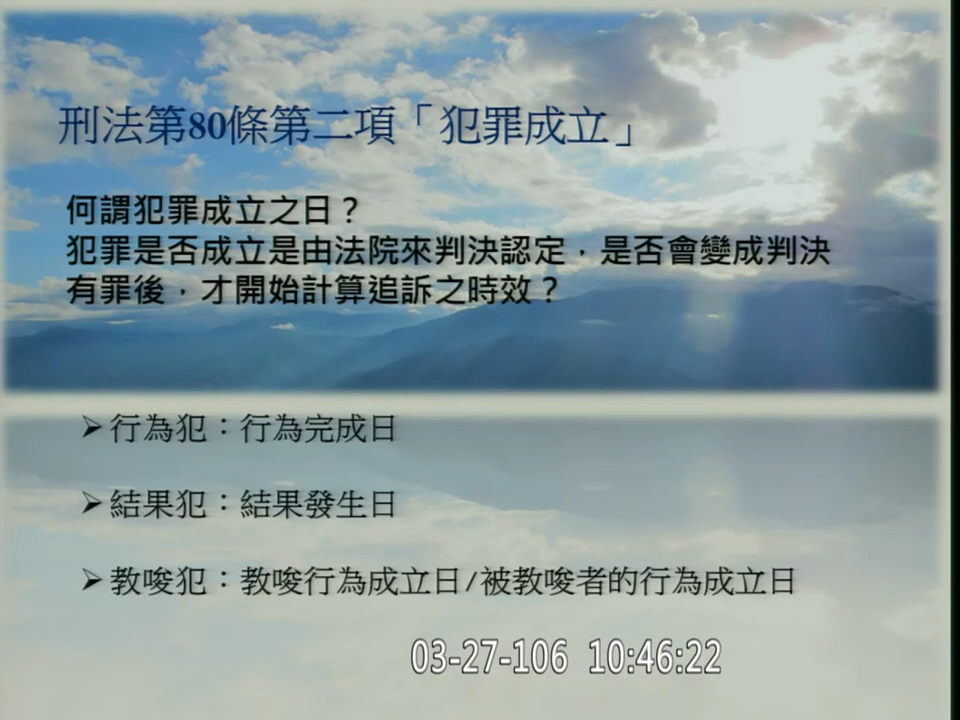 刑法第80條第二項「犯罪成立」
何謂犯罪成立之日？
犯罪是否成立是由法院來判決認定，是否會變成判決
有罪後，才開始計算追訴之時效？
➢行為犯：行為完成日
➢結果犯：結果發生日
➢教唆犯：教唆行為成立日/被教唆者的行為成立日
03-27-106 10:46:22